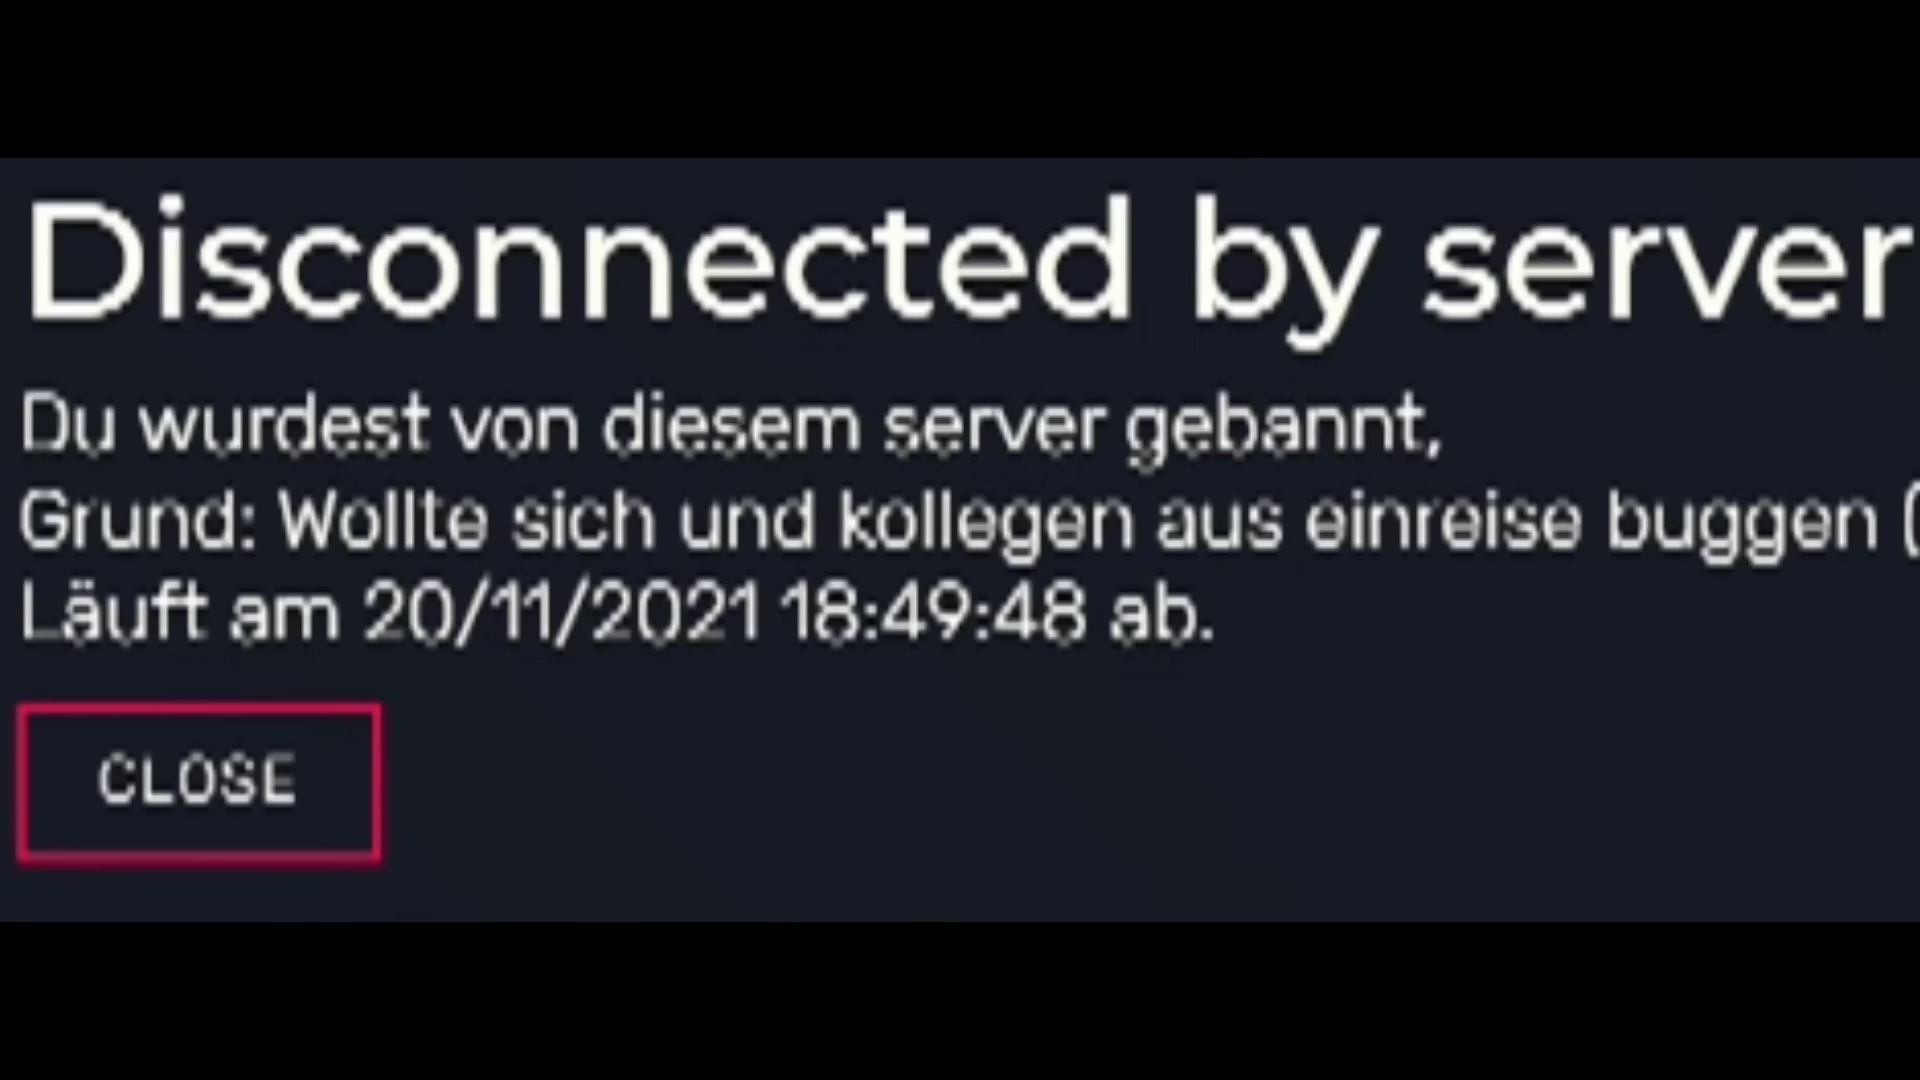 Disconnected by server
Du wurdest von diesem server gebannt,
Grund: Wollte sich und kollegen aus einreise buggen (
Läuft am 20/11/2021 18:49:48 ab.
CLOSE